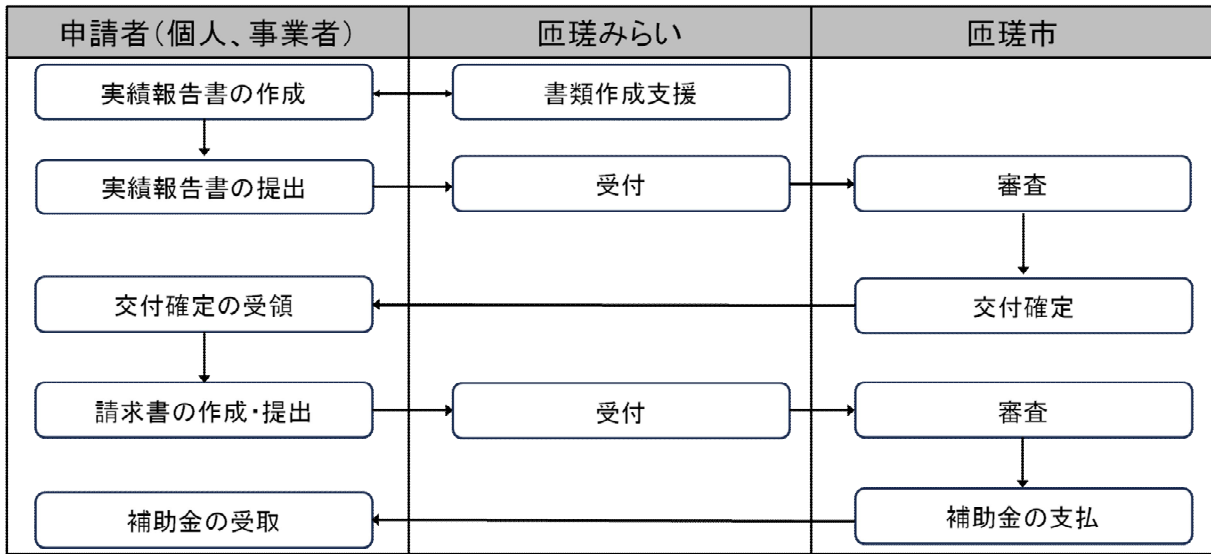 申請者(個人、事業者)
匝瑳みらい
匝瑳市
実績報告書の作成
書類作成支援
実績報告書の提出
受付
審査
交付確定の受領
交付確定
請求書の作成・提出
受付
審査
補助金の受取
補助金の支払